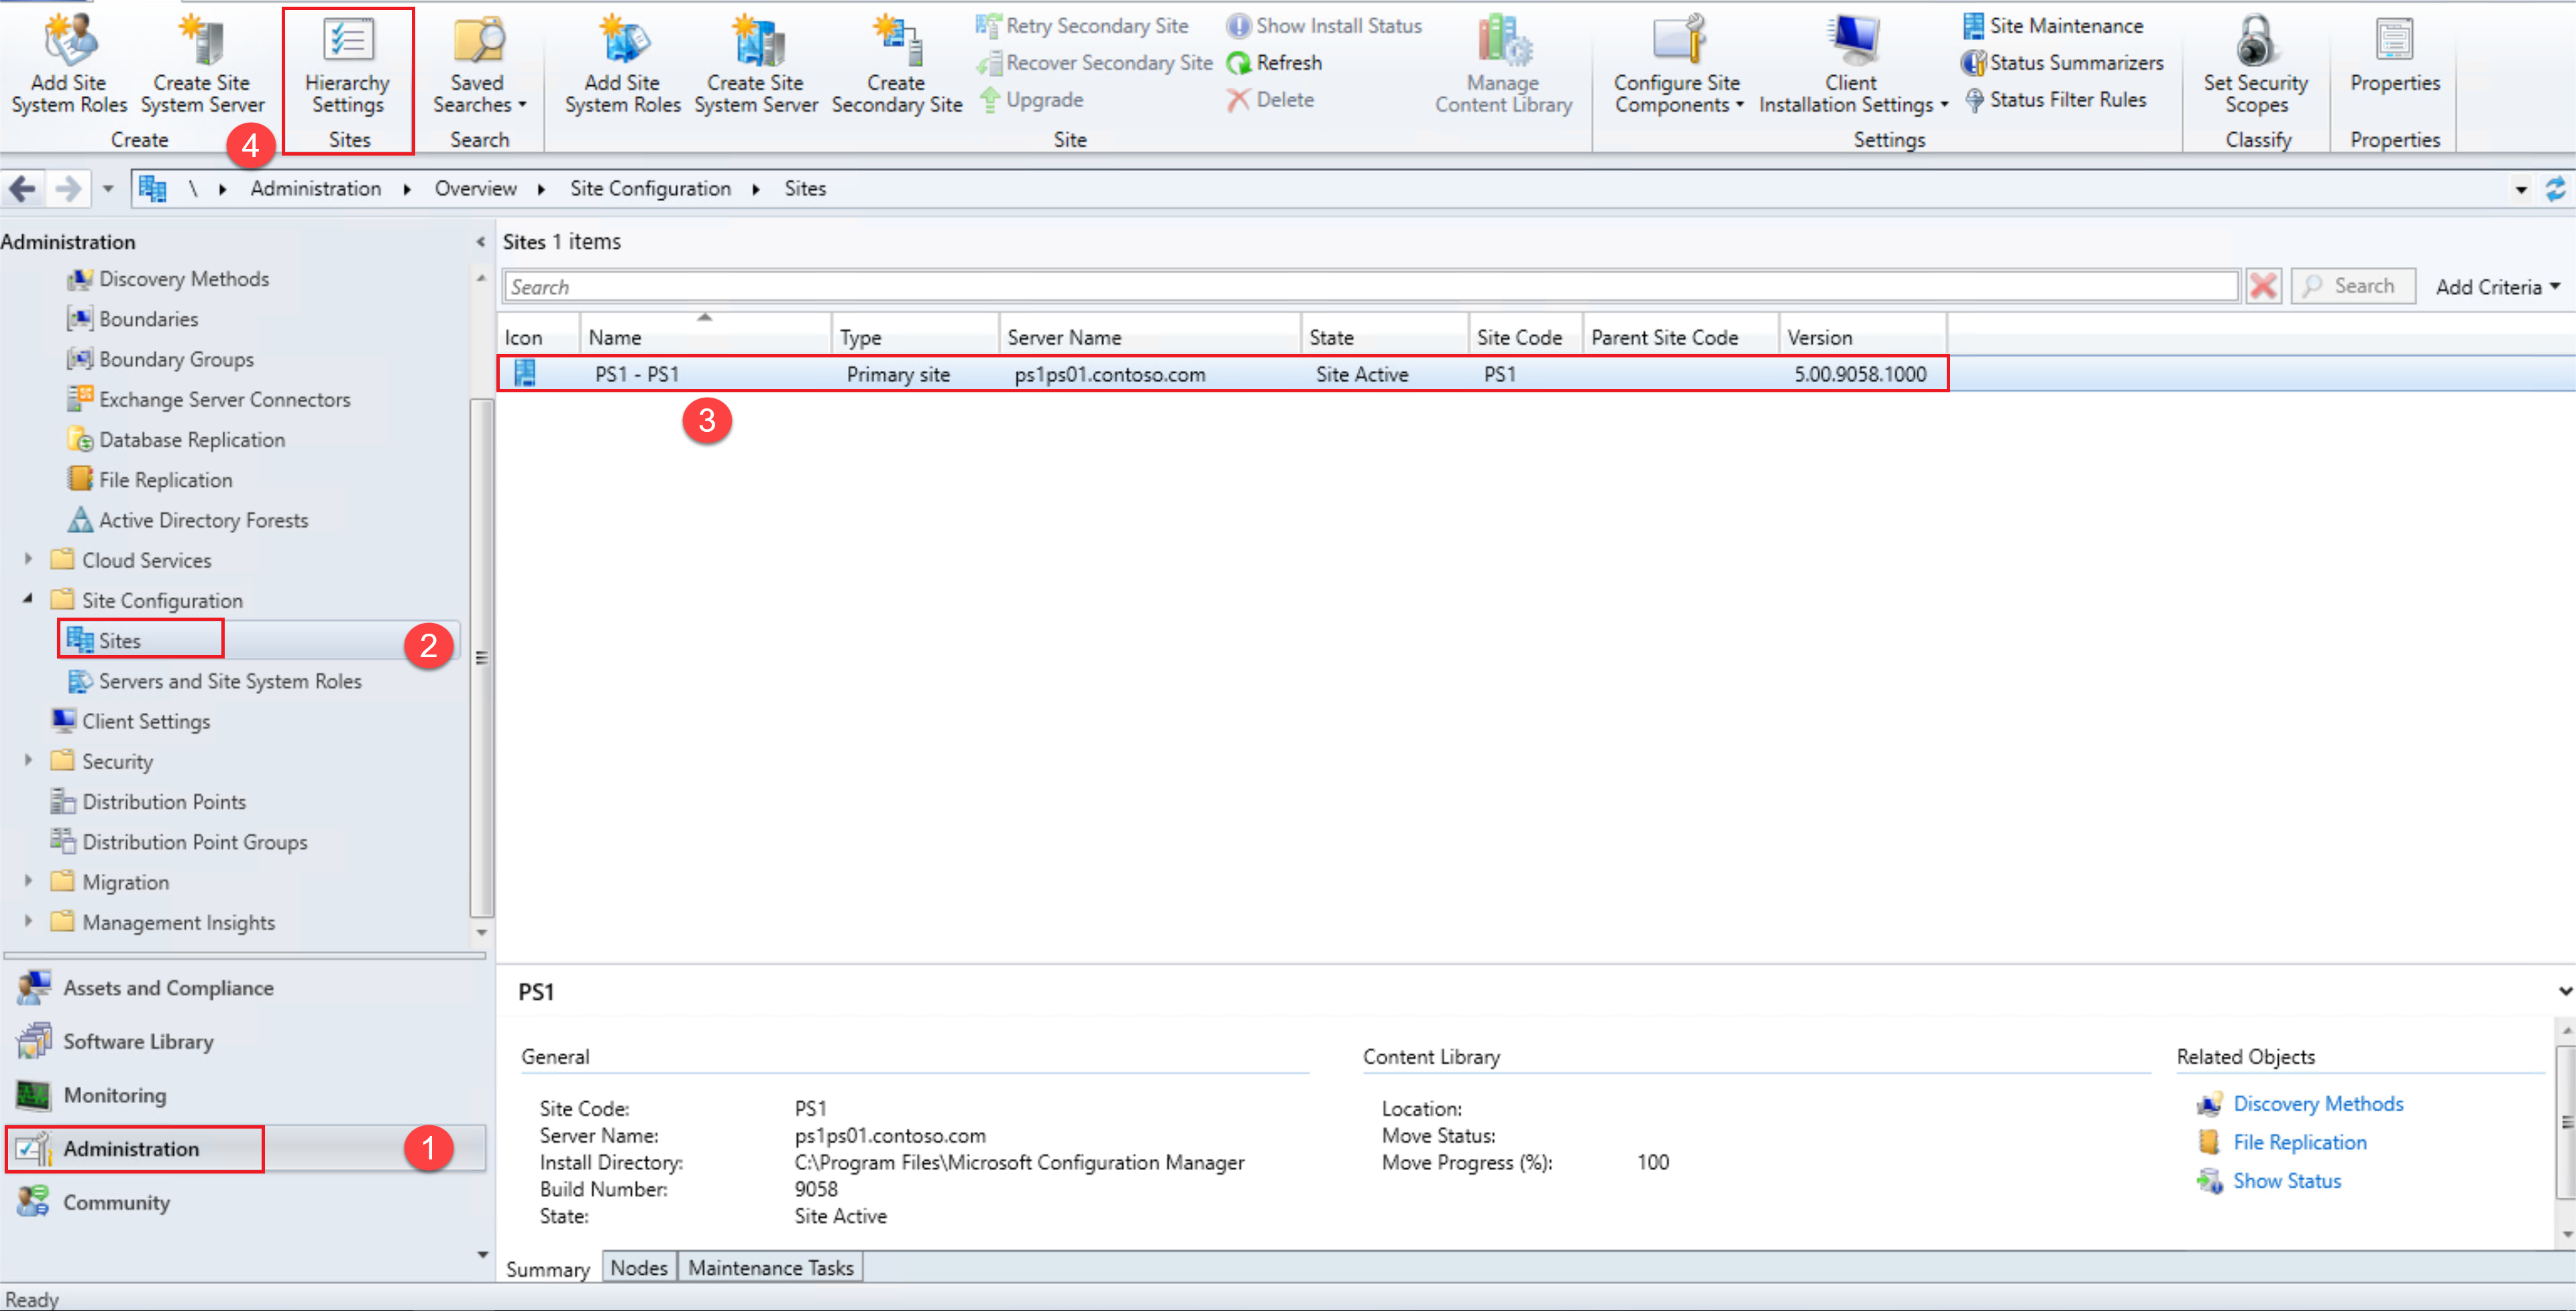 Add Site
System Roles
Create Site
System Server
Create
4
Hierarchy
Settings
Sites
Saved
Searches
Search
Add Site
System Roles
Create Site
System Server
Create
Secondary Site
Retry Secondary Site
Recover Secondary Site
Upgrade
Show Install Status
Refresh
Delete
Manage
Content Library
Site
Configure Site
Components
Client
Installation Settings
Site Maintenance
Status Summarizers
Status Filter Rules
Settings
Set Security
Scopes
Classify
Properties
Properties
\ Administration Overview Site Configuration Sites
Administration
Discovery Methods
Boundaries
Boundary Groups
Exchange Server Connectors
Database Replication
File Replication
Active Directory Forests
Cloud Services
Site Configuration
Sites
2
Servers and Site System Roles
Client Settings
Security
Distribution Points
Distribution Point Groups
Migration
Management Insights
Assets and Compliance
Software Library
Monitoring
Administration
1
Community
Sites 1 items
Search
Search
Add Criteria
Icon Name Type Server Name State Site Code Parent Site Code Version
PS1 - PS1 Primary site ps1ps01.contoso.com Site Active PS1 5.00.9058.1000
3
PS1
General
Site Code: PS1
Server Name: ps1ps01.contoso.com
Install Directory: C:\Program Files\Microsoft Configuration Manager
Build Number: 9058
State: Site Active
Content Library
Location:
Move Status:
Move Progress (%): 100
Related Objects
Discovery Methods
File Replication
Show Status
Summary Nodes Maintenance Tasks
Ready